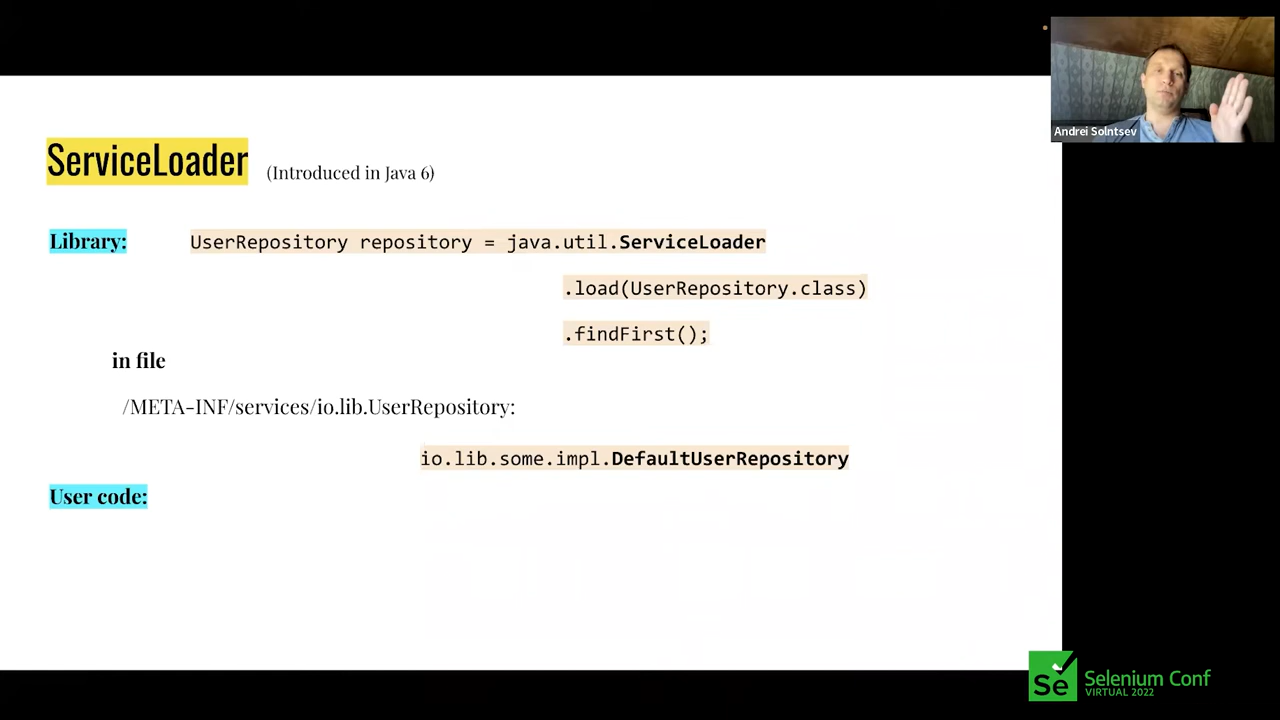 Andrei Solntsev
ServiceLoader (Introduced in Java 6)
Library: UserRepository repository = java.util.ServiceLoader
.load(UserRepository.class)
.findFirst();
in file
/META-INF/services/io.lib.UserRepository:
io.lib.some.impl.DefaultUserRepository
User code:
Se Selenium Conf
VIRTUAL 2022